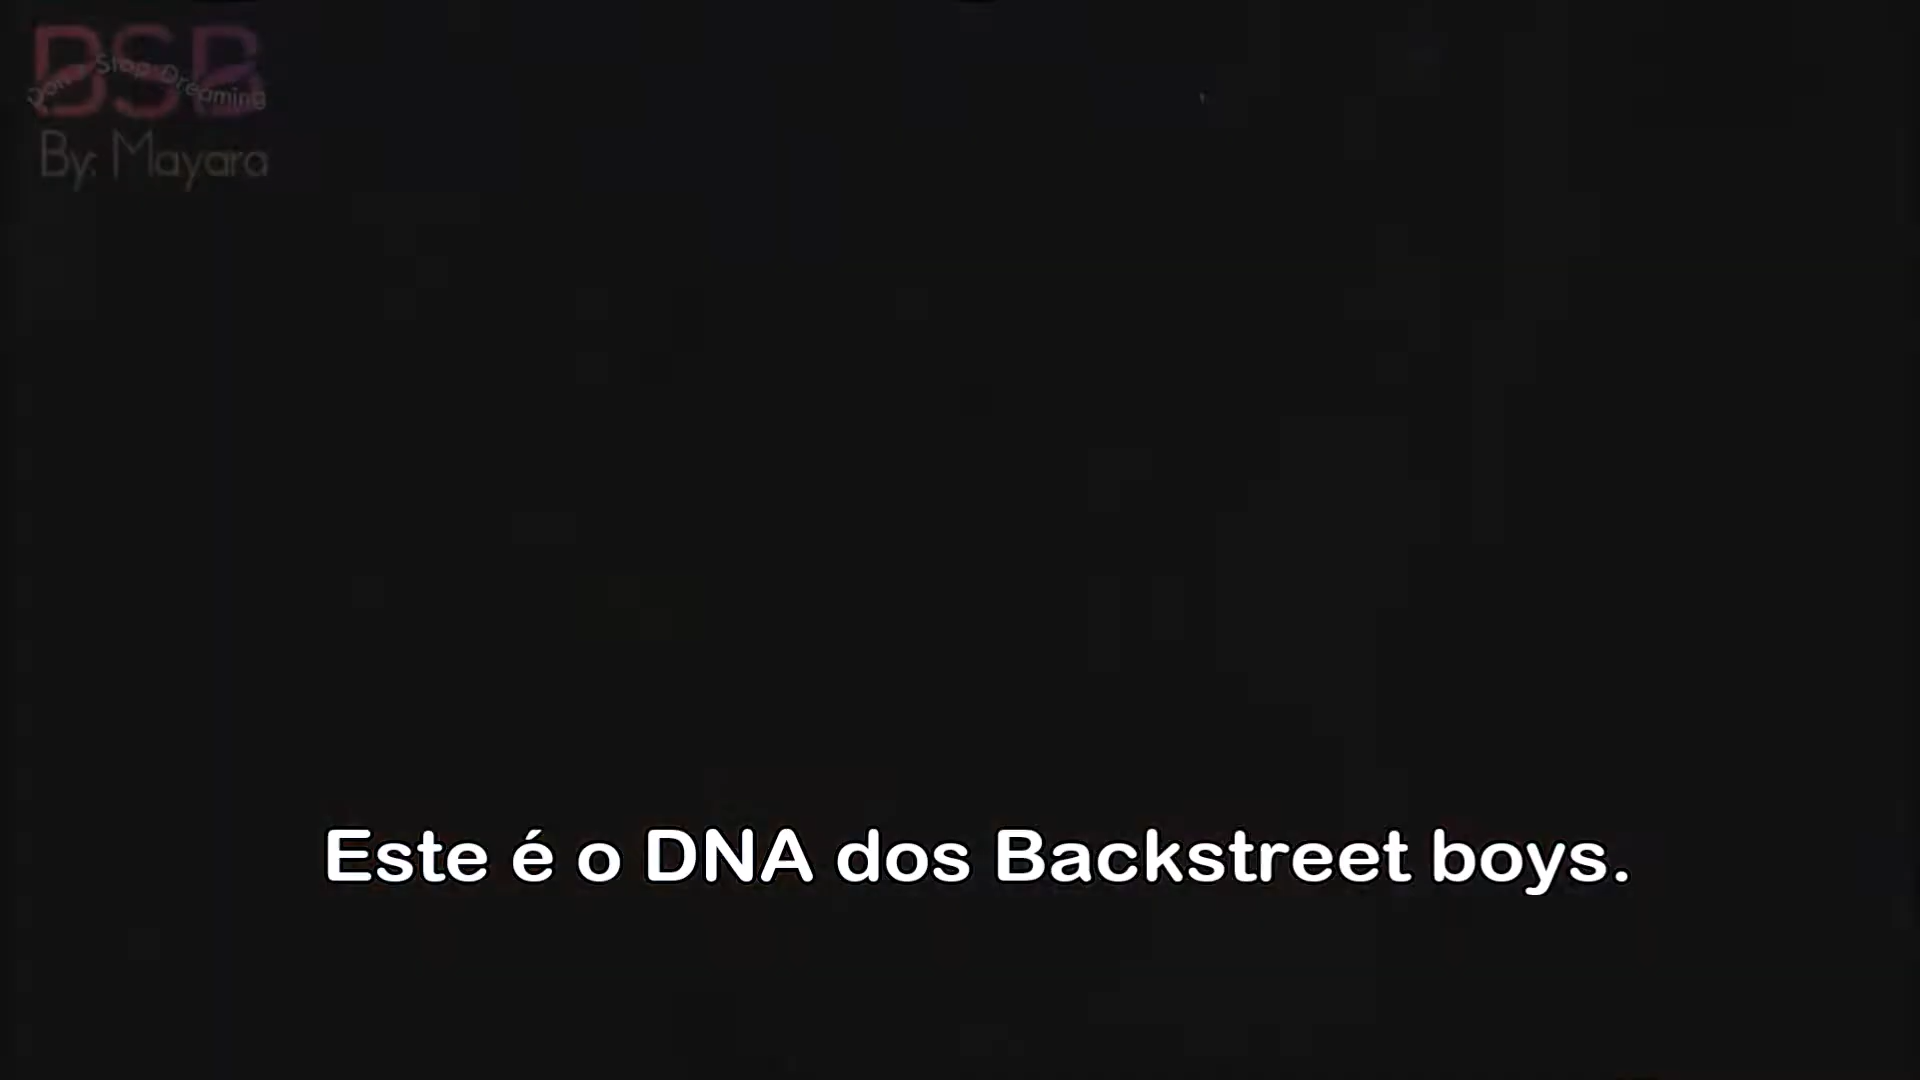 BSB
Don't Stop Dreaming
By: Mayara
Este é o DNA dos Backstreet boys.